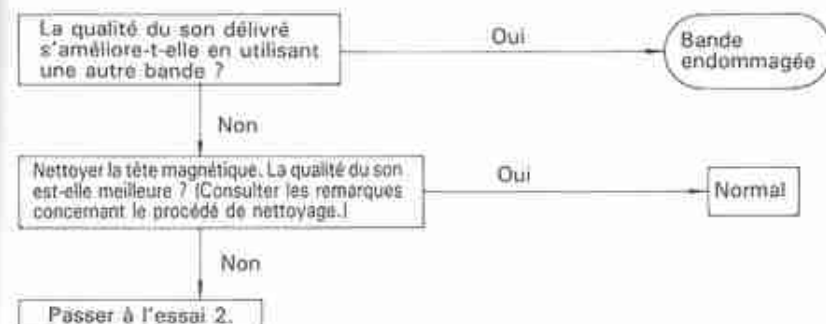 La qualité du son délivré
s'améliore-t-elle en utilisant
une autre bande ?
Oui
Bande
endommagée
Non
Nettoyer la tête magnétique. La qualité du son
est-elle meilleure ? (Consulter les remarques
concernant le procédé de nettoyage.)
Oui
Normal
Non
Passer à l'essai 2.